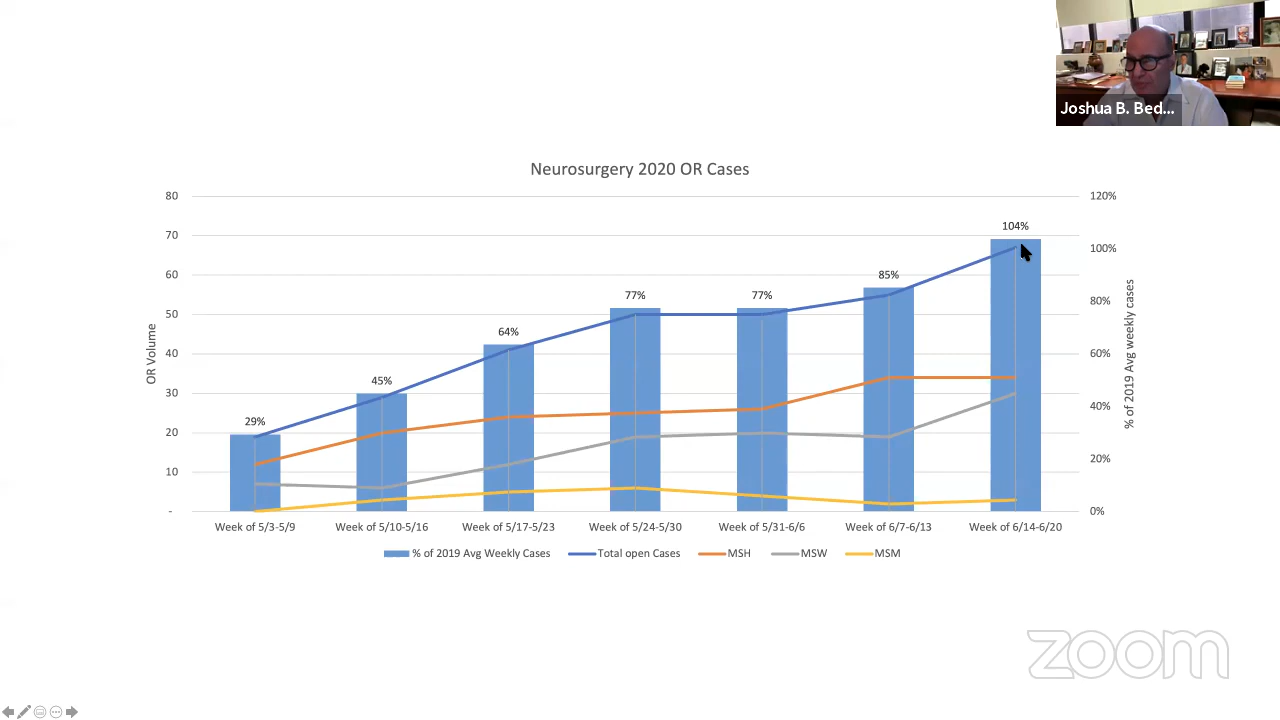 Joshua B. Bed...
Neurosurgery 2020 OR Cases
80
70
60
50
40
30
20
10
-
OR Volume
120%
100%
80%
60%
40%
20%
0%
% of 2019 Avg weekly cases
29%
45%
64%
77%
77%
85%
104%
Week of 5/3-5/9
Week of 5/10-5/16
Week of 5/17-5/23
Week of 5/24-5/30
Week of 5/31-6/6
Week of 6/7-6/13
Week of 6/14-6/20
% of 2019 Avg Weekly Cases
Total open Cases
MSH
MSW
MSM
zoom